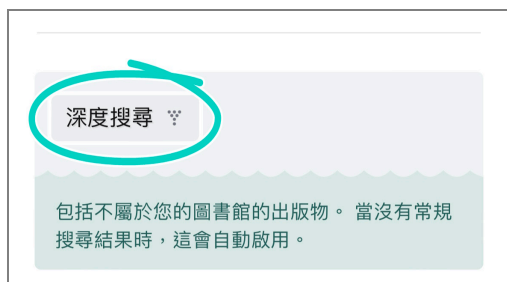 深度搜尋
包括不屬於您的圖書館的出版物。 當沒有常規
搜尋結果時，這會自動啟用。